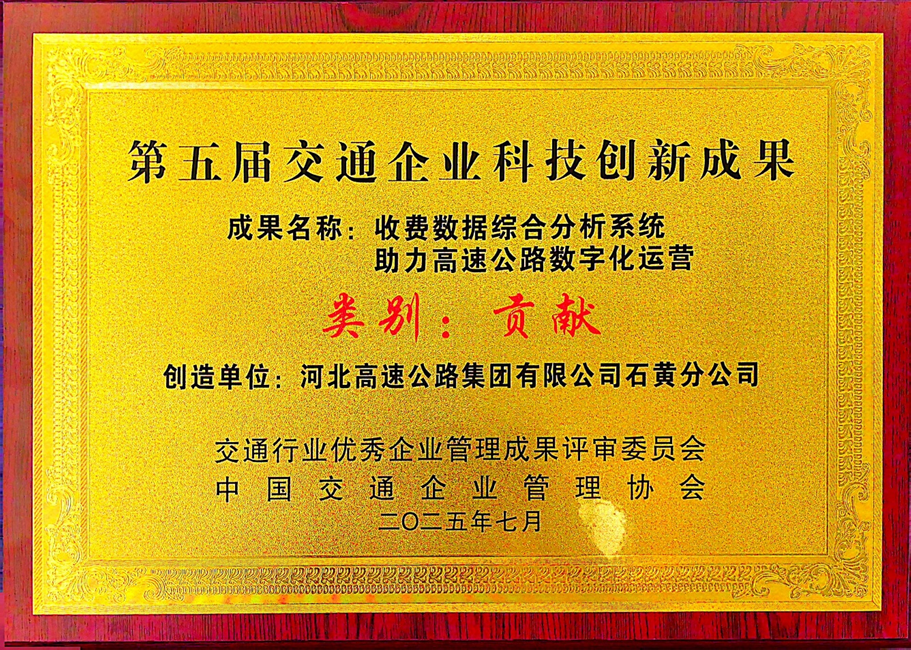 第五届交通企业科技创新成果
成果名称：收费数据综合分析系统
助力高速公路数字化运营
类别：贡献
创造单位：河北高速公路集团有限公司石黄分公司
交通行业优秀企业管理成果评审委员会
中国交通企业管理协会
二〇二五年七月